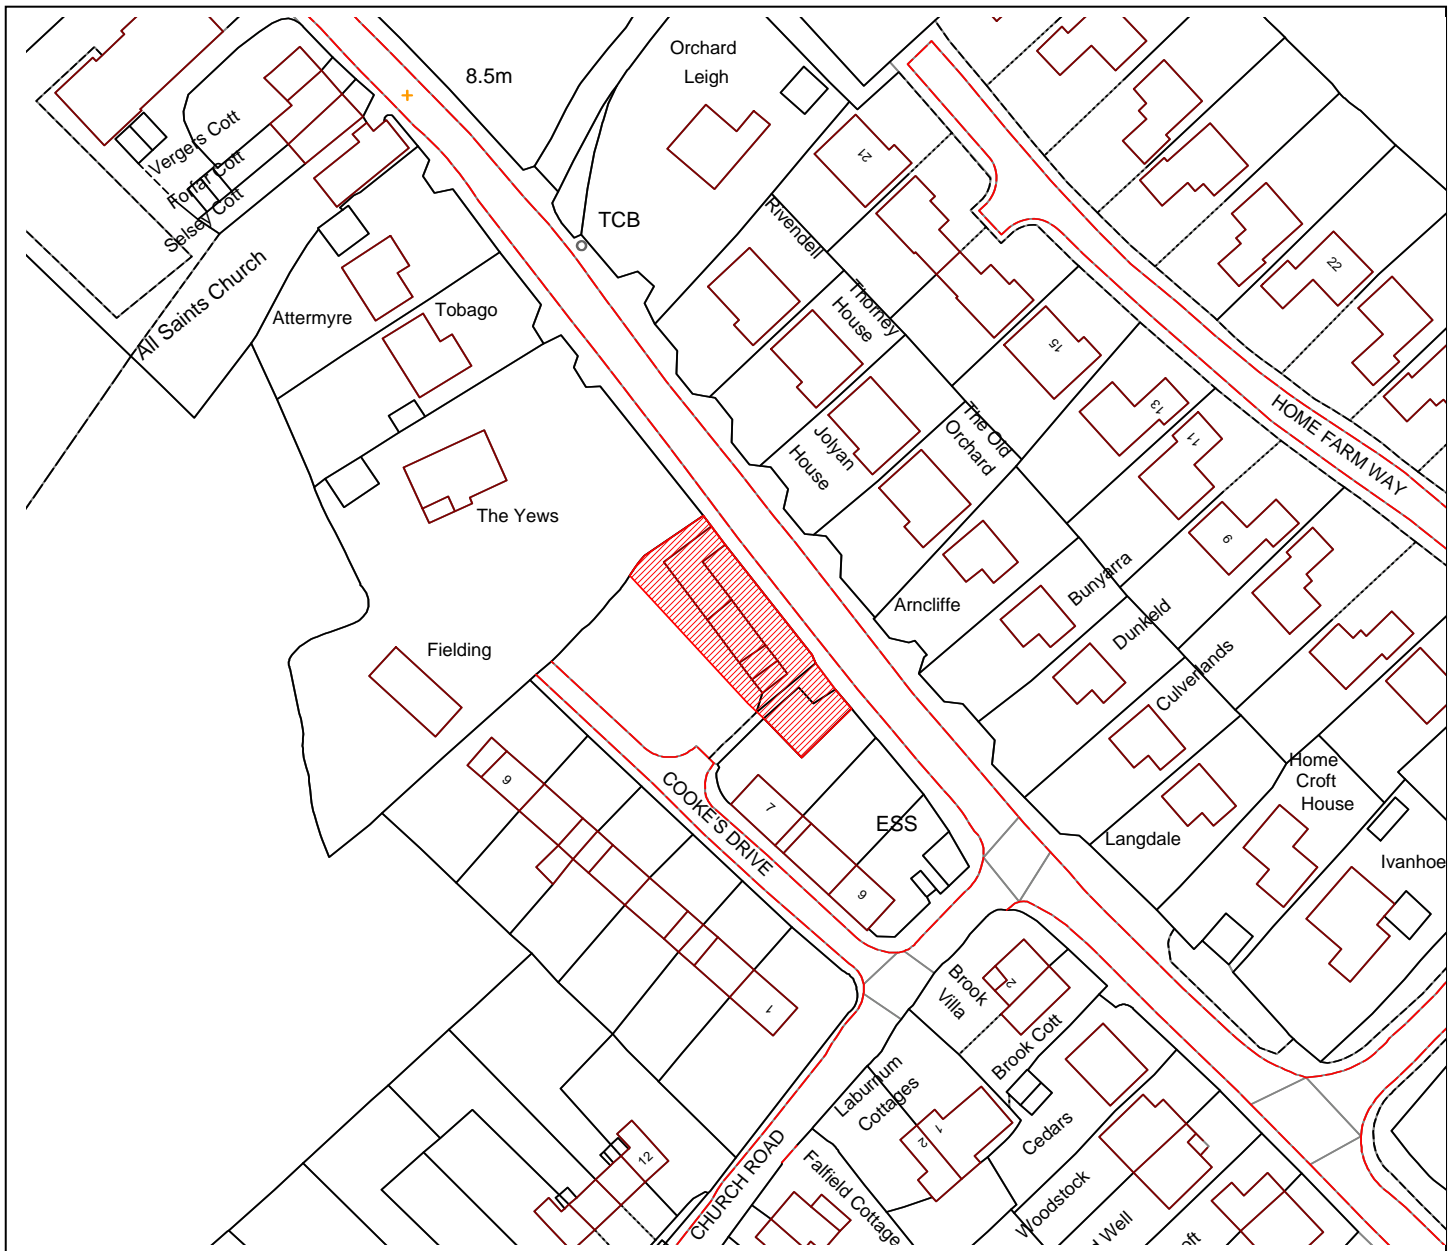 Orchard
Leigh
8.5m
Vergers Cott
Forfar Cott
Selsey Cott
All Saints Church
TCB
21
Rivendell
22
Attermyre
Tobago
Thorney
House
15
HOME FARM WAY
13
11
The Old
Orchard
Jolyan
House
The Yews
9
Arncliffe
Bunyarra
Dunkeld
Culverlands
Fielding
Home
Croft
House
9
COOKE'S DRIVE
7
ESS
6
Langdale
Ivanhoe
1
Brook
Villa
2
Brook Cott
Laburnum
Cottages
1
2
Cedars
12
CHURCH ROAD
Falfield Cottage
Woodstock
d Well
oft